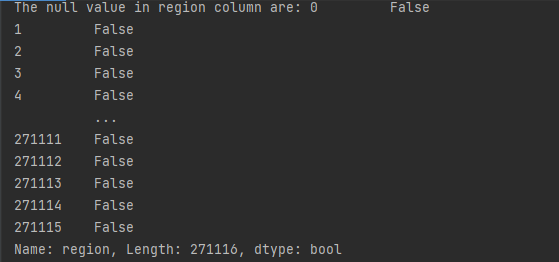 The null value in region column are: 0         False
1         False
2         False
3         False
4         False
          ...
271111    False
271112    False
271113    False
271114    False
271115    False
Name: region, Length: 271116, dtype: bool